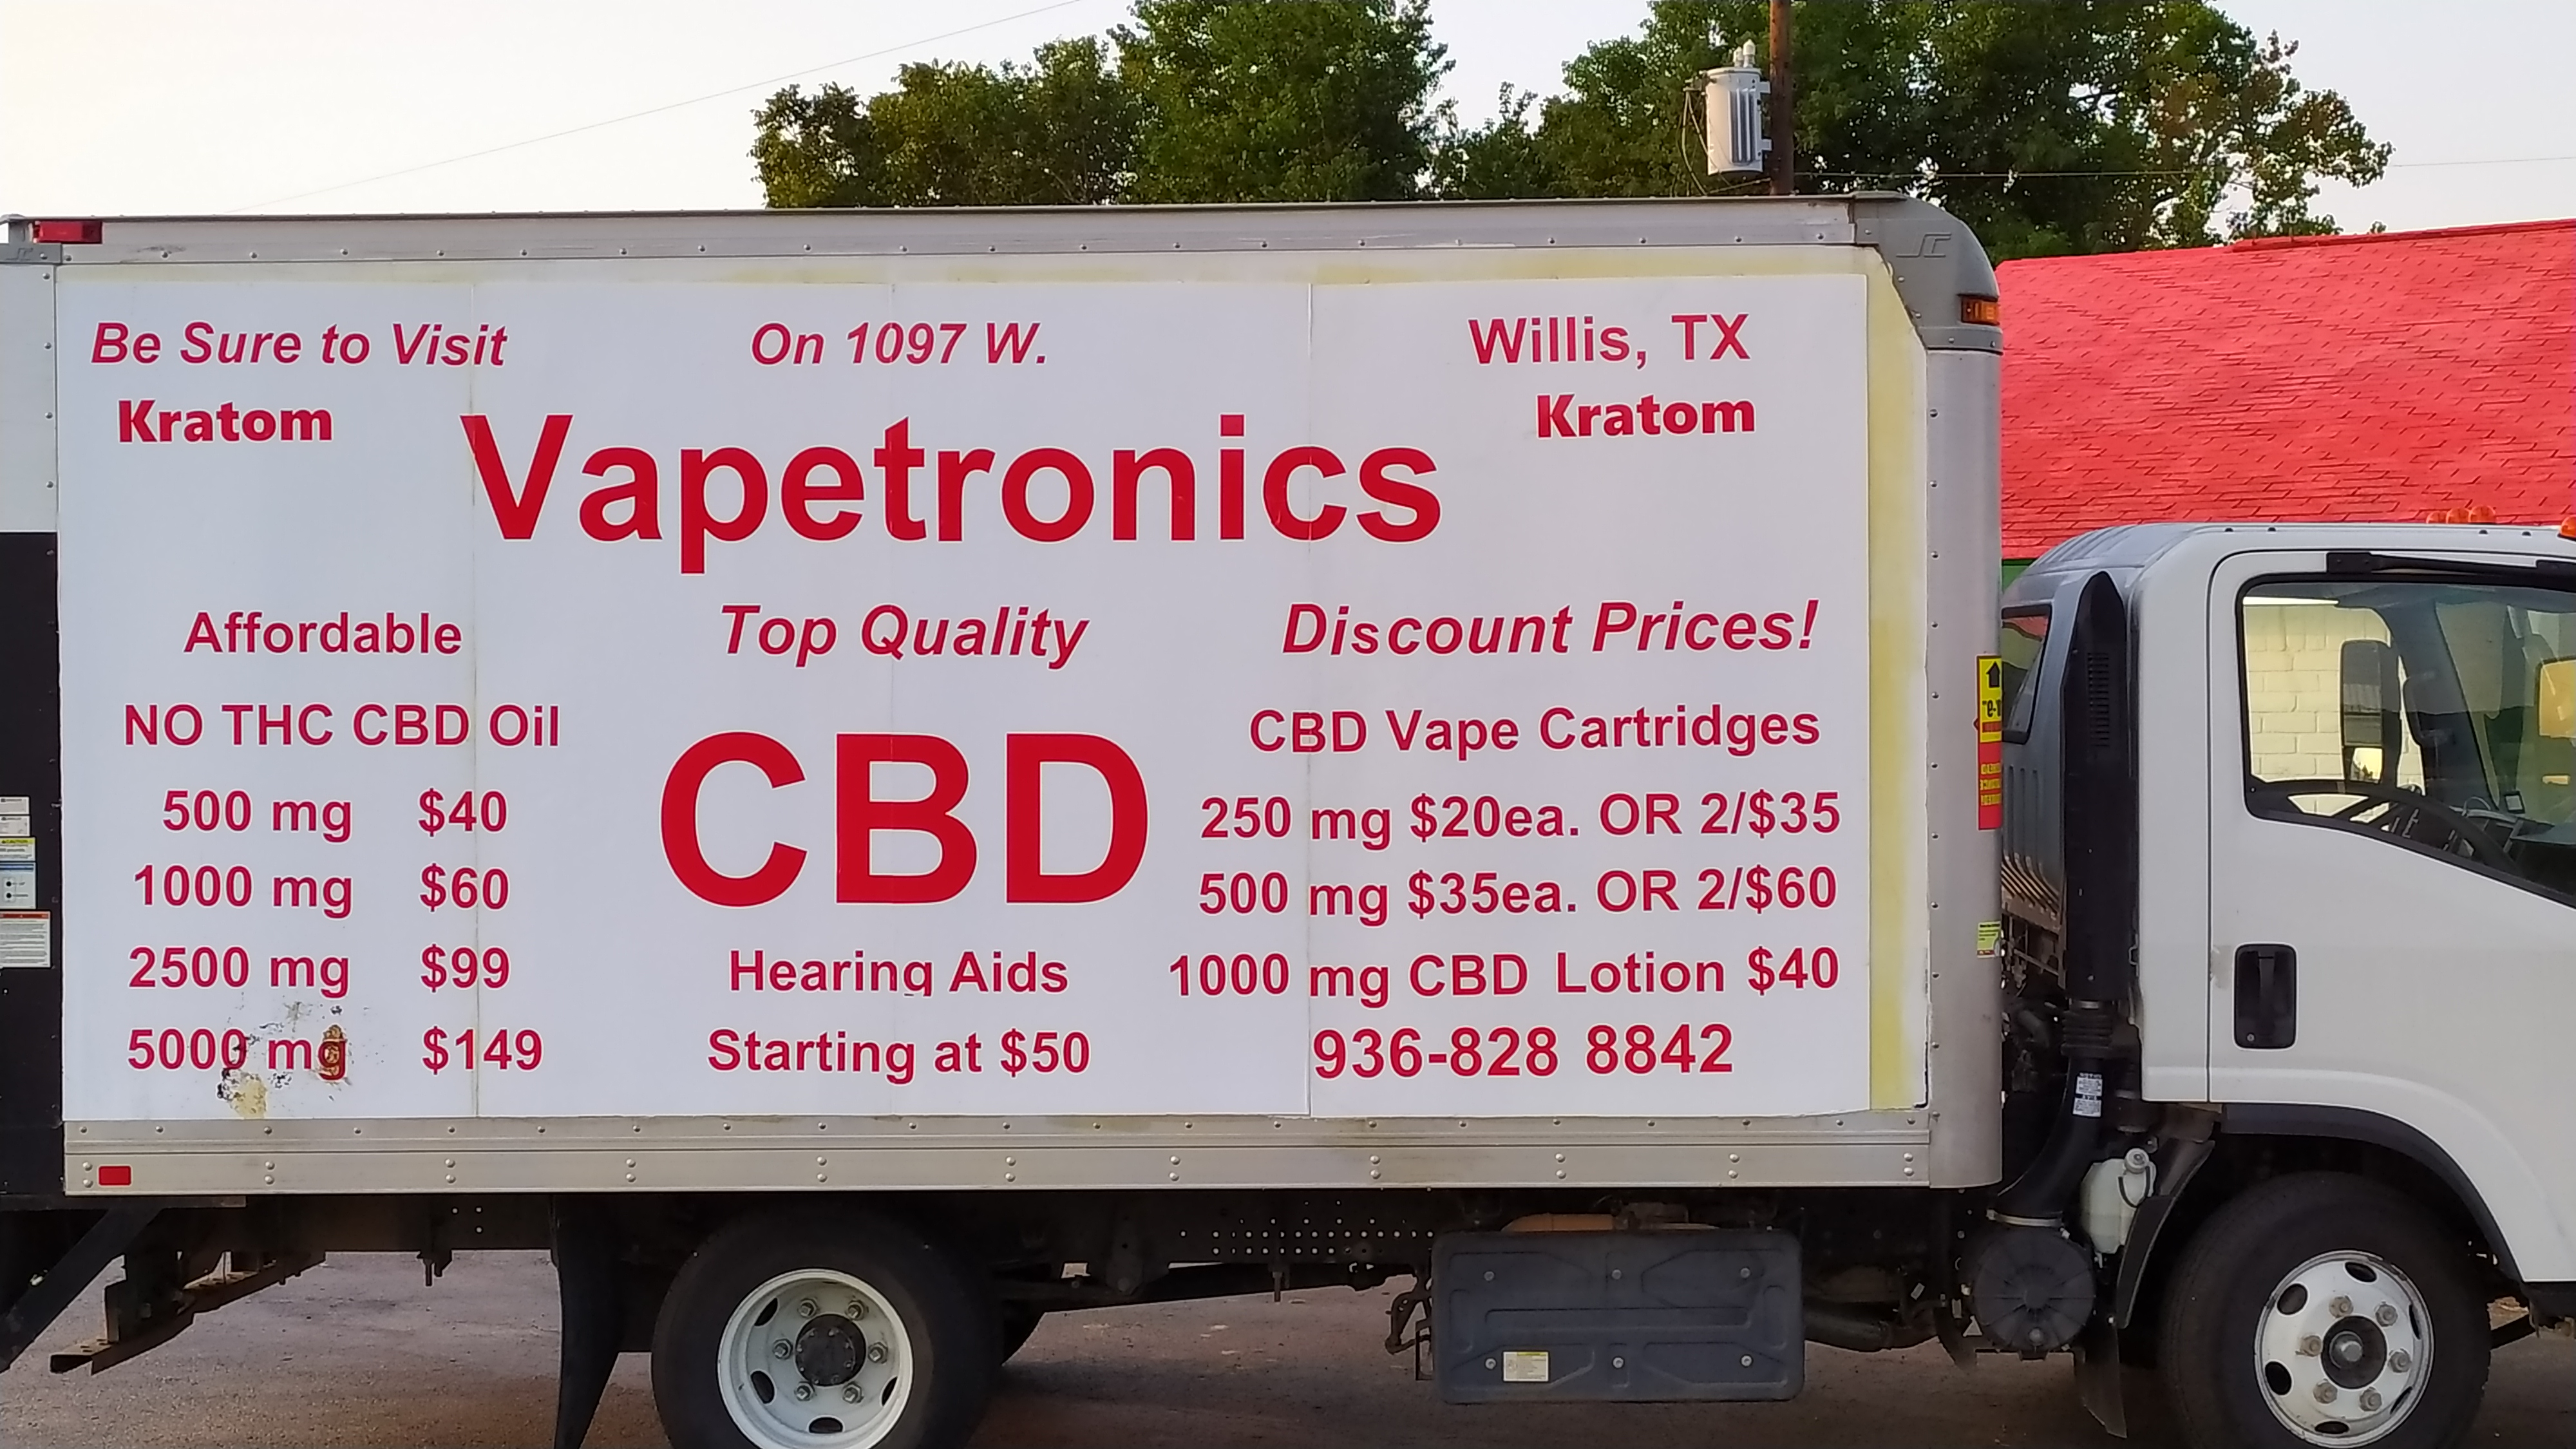 Be Sure to Visit On 1097 W. Willis, TX
Kratom Kratom
Vapetronics
Affordable Top Quality Discount Prices!
NO THC CBD Oil
500 mg $40
1000 mg $60
2500 mg $99
5000 mg $149
CBD
Hearing Aids
Starting at $50
CBD Vape Cartridges
250 mg $20ea. OR 2/$35
500 mg $35ea. OR 2/$60
1000 mg CBD Lotion $40
936-828 8842